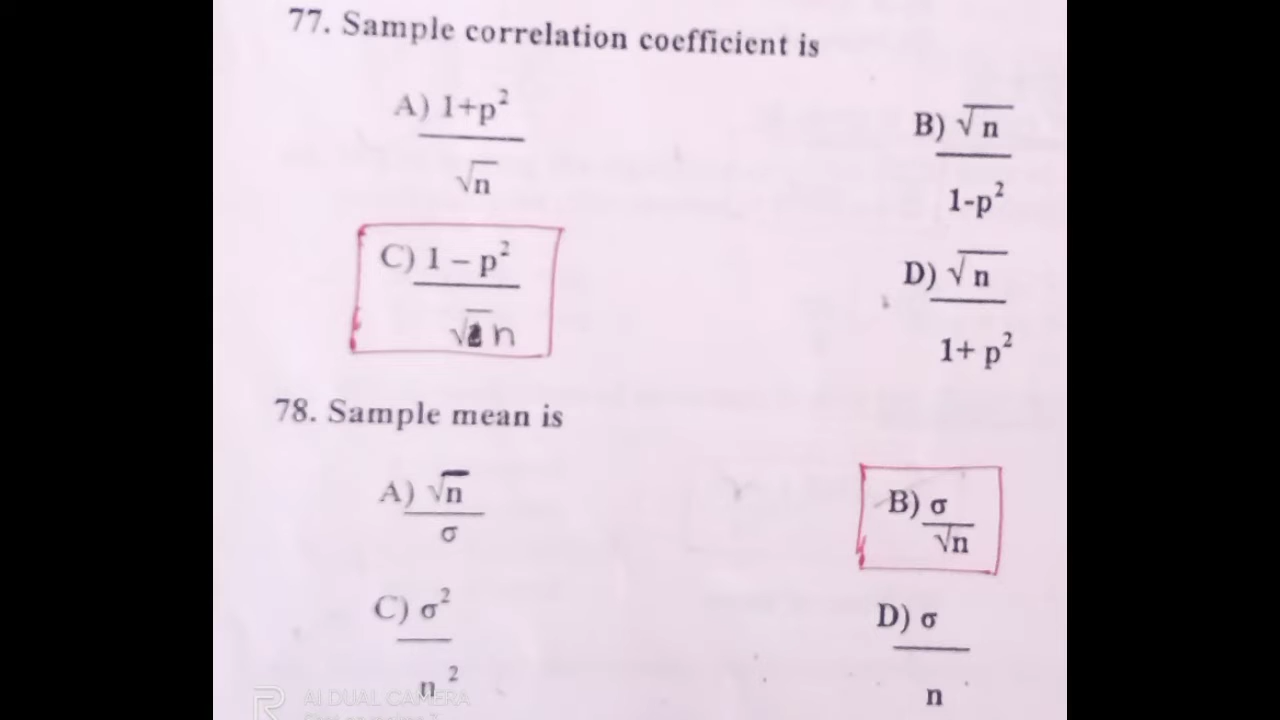 77. Sample correlation coefficient is
A) 1+p²
B) √n
√n
1-p²
C) 1 – p²
D) √n
√n
1+ p²
78. Sample mean is
A) √n
B) σ
σ
√n
C) σ²
D) σ
n ²
n
AI DUAL CAMERA